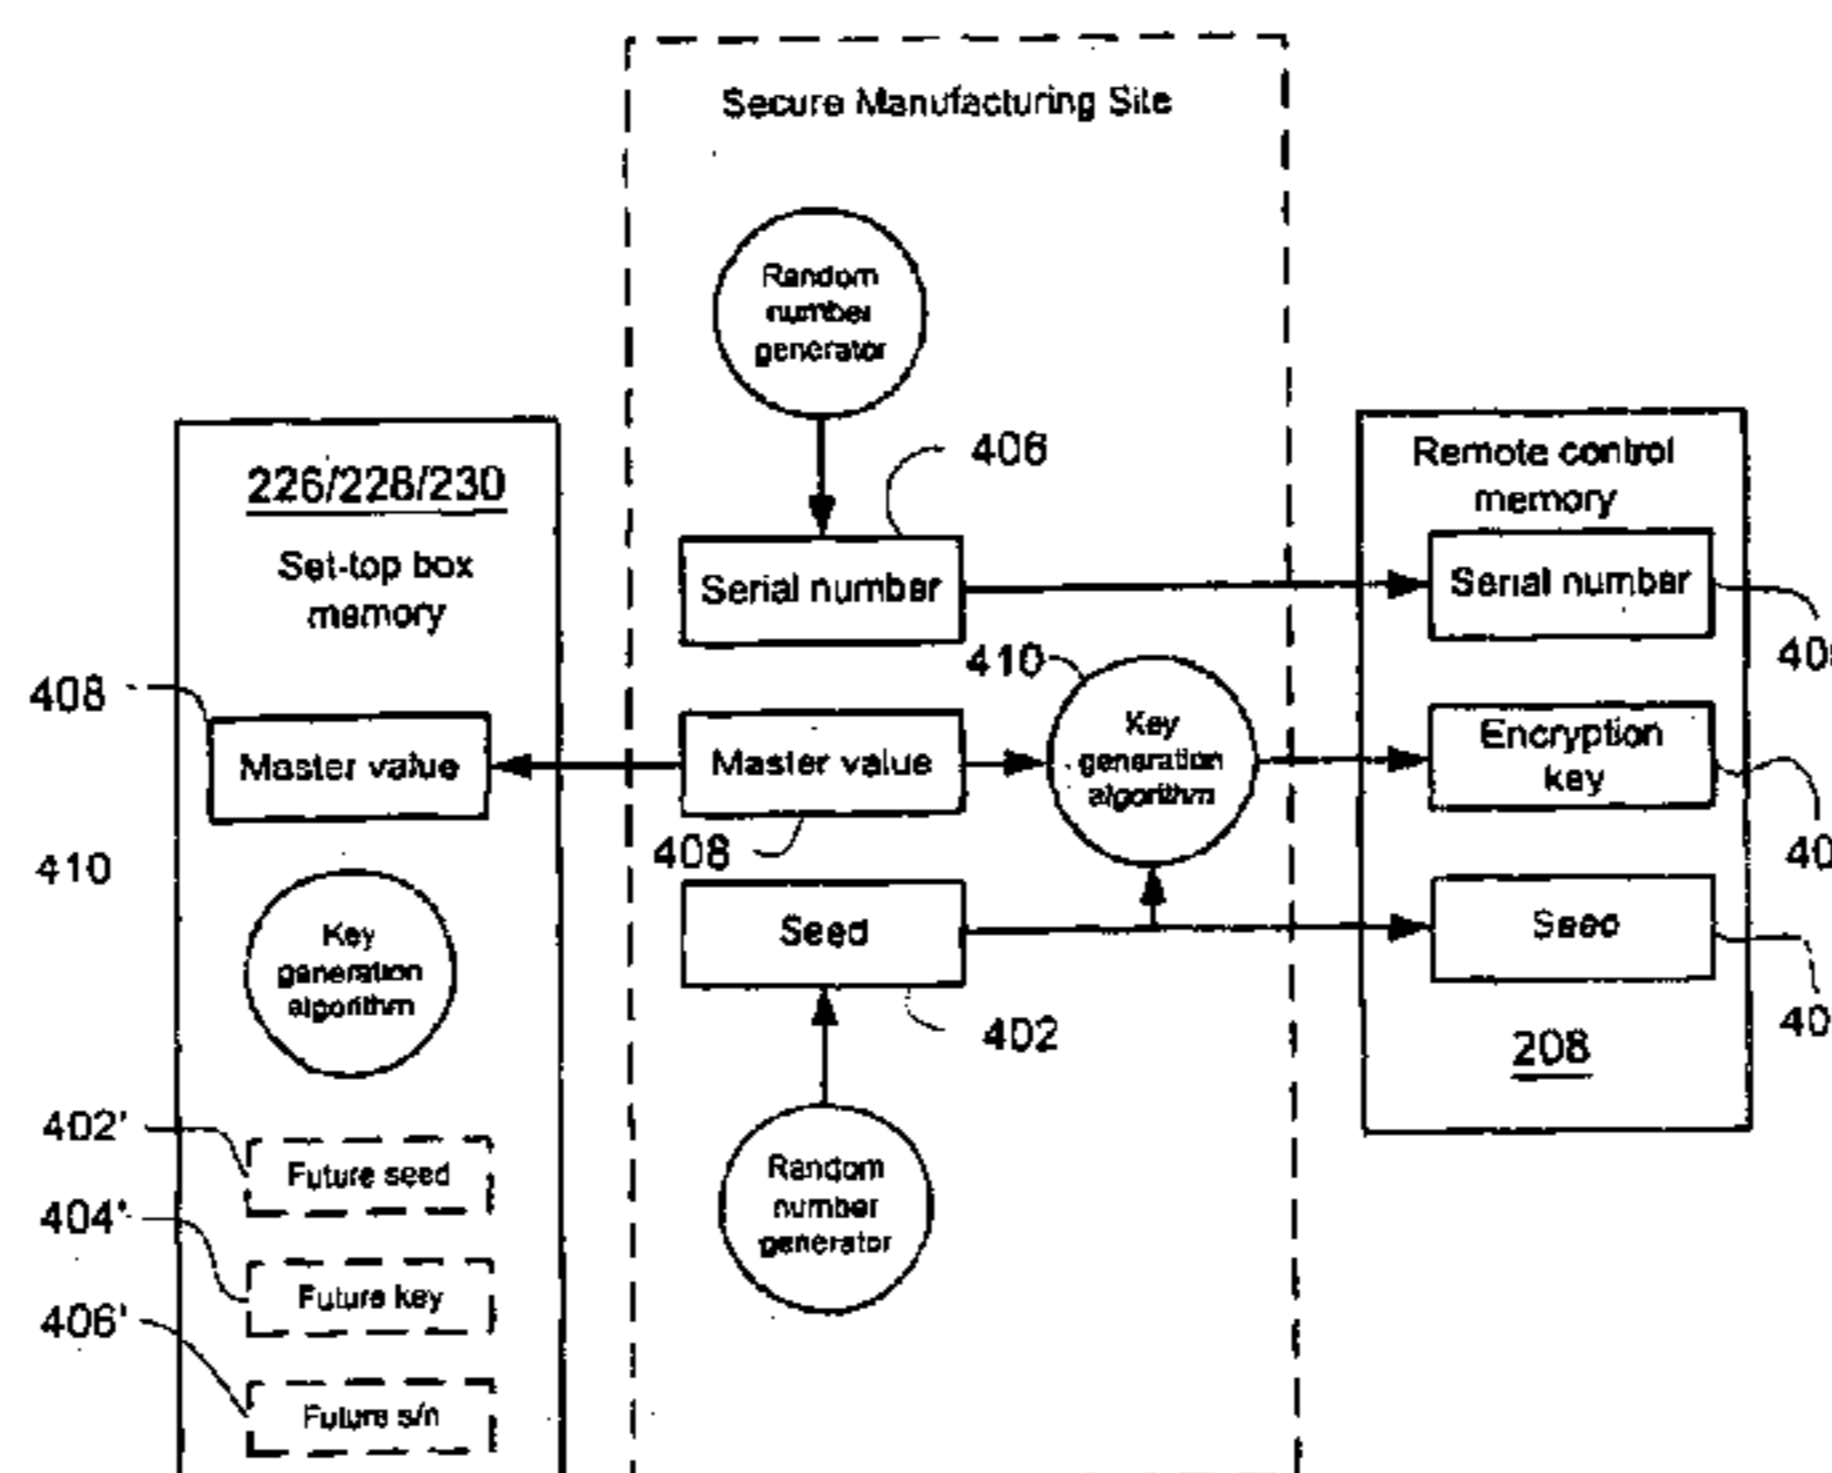 Secure Manufacturing Site
Random
number
generator
406
Serial number
410
Master value
408
Key
generation
algorithm
Seed
402
Random
number
generator
226/228/230
Set-top box
memory
408
Master value
410
Key
generation
algorithm
402'
Future seed
404'
Future key
406'
Future s/n
Remote control
memory
Serial number
Encryption
key
Seed
208